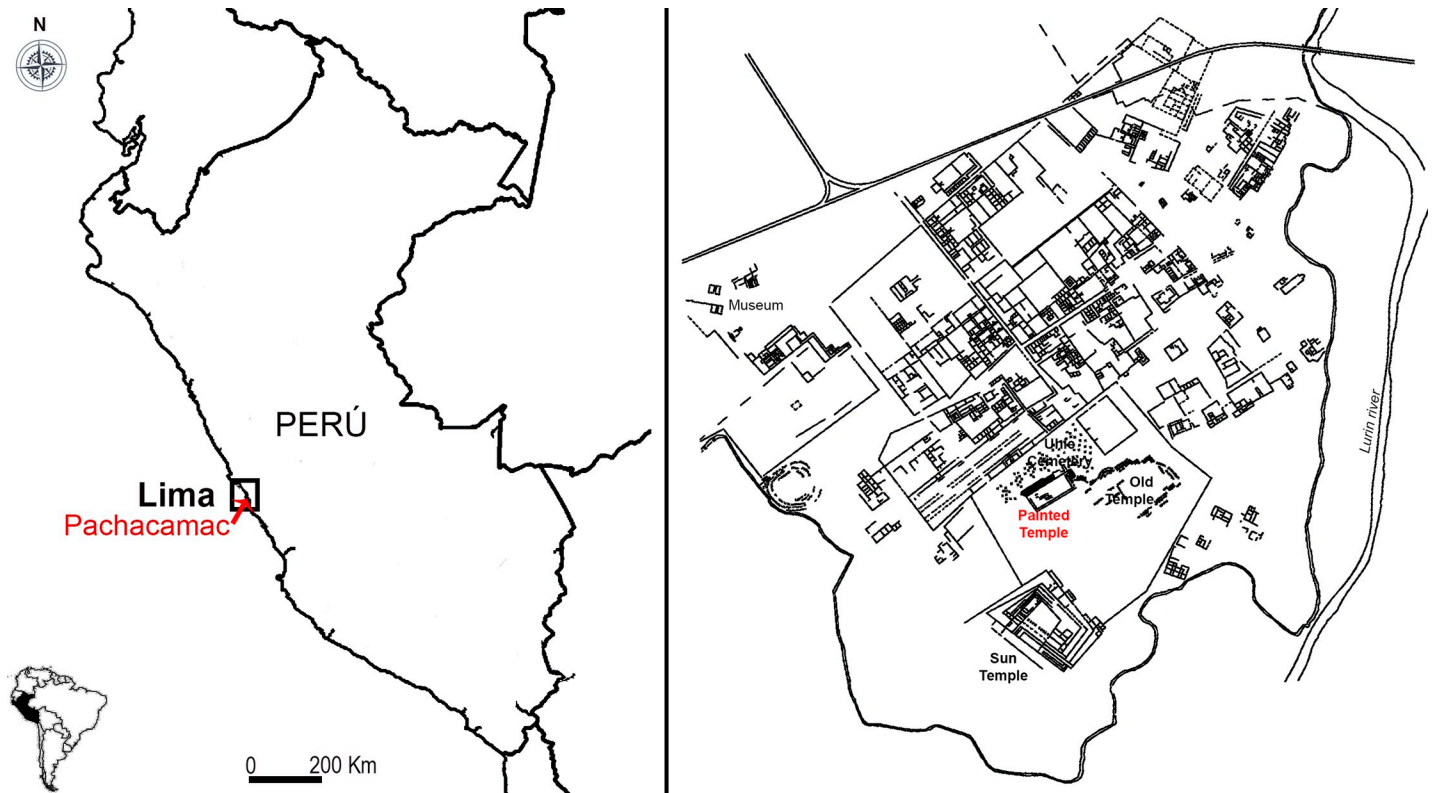 N
PERÚ
Lima
Pachacamac
0 200 Km
Museum
Uhle
Cemetery
Old
Temple
Painted
Temple
Sun
Temple
Lurin river